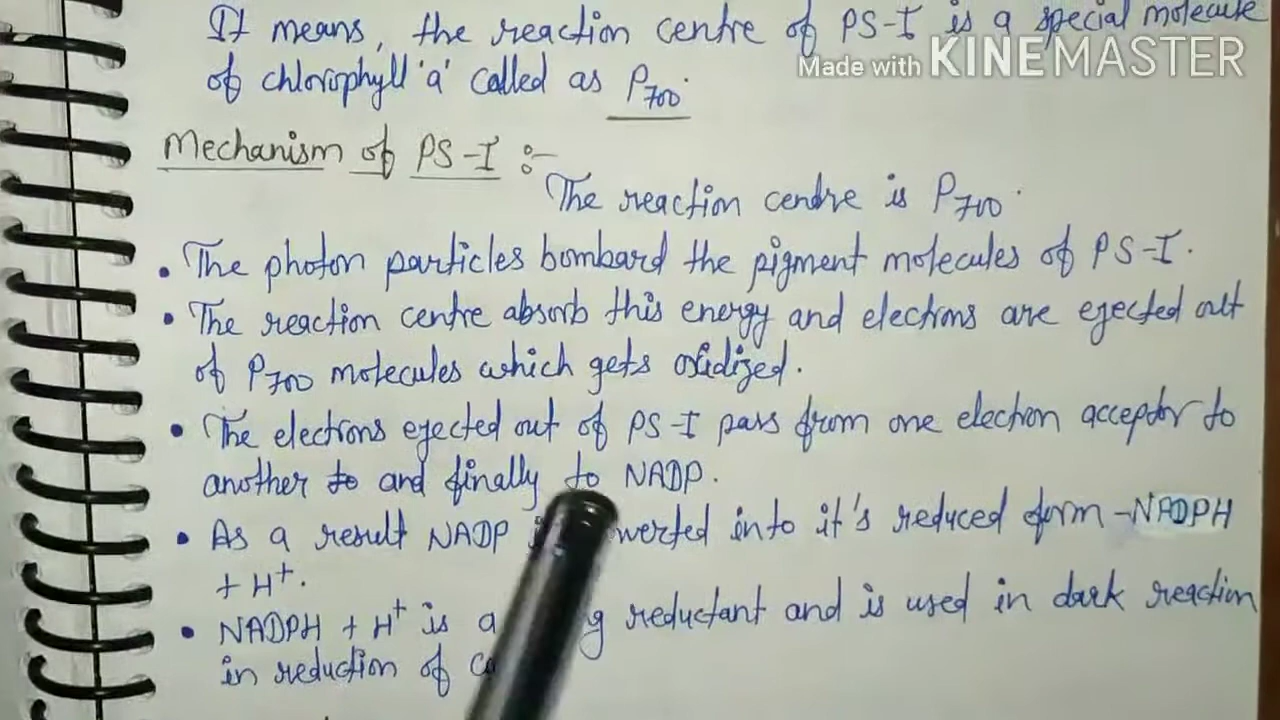 It means, the reaction centre of PS-I is a special molecule
Made with KINEMASTER
of chlorophyll 'a' called as P700.
Mechanism of PS-I :-
The reaction centre is P700.
• The photon particles bombard the pigment molecules of PS-I.
• The reaction centre absorb this energy and electrons are ejected out
of P700 molecules which gets oxidized.
• The electrons ejected out of PS-I pass from one electron acceptor to
another to and finally to NADP.
• As a result NADP into it's reduced form - NADPH
+ H⁺.
• NADPH + H⁺ is a reductant and is used in dark reaction
in reduction of